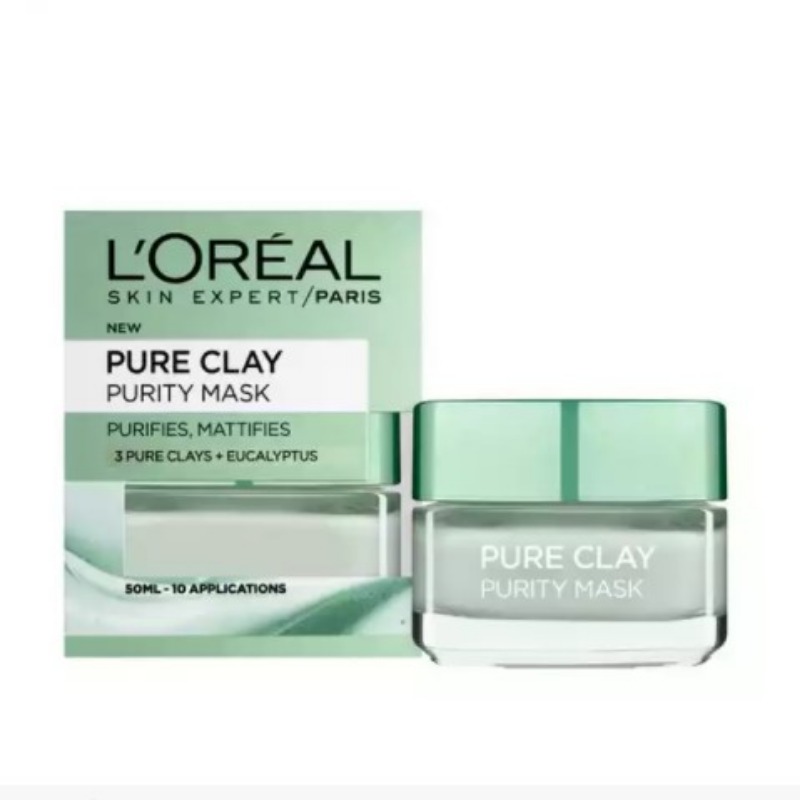 L'ORÉAL
SKIN EXPERT/PARIS
NEW
PURE CLAY
PURITY MASK
PURIFIES, MATTIFIES
3 PURE CLAYS + EUCALYPTUS
50ML - 10 APPLICATIONS
PURE CLAY
PURITY MASK